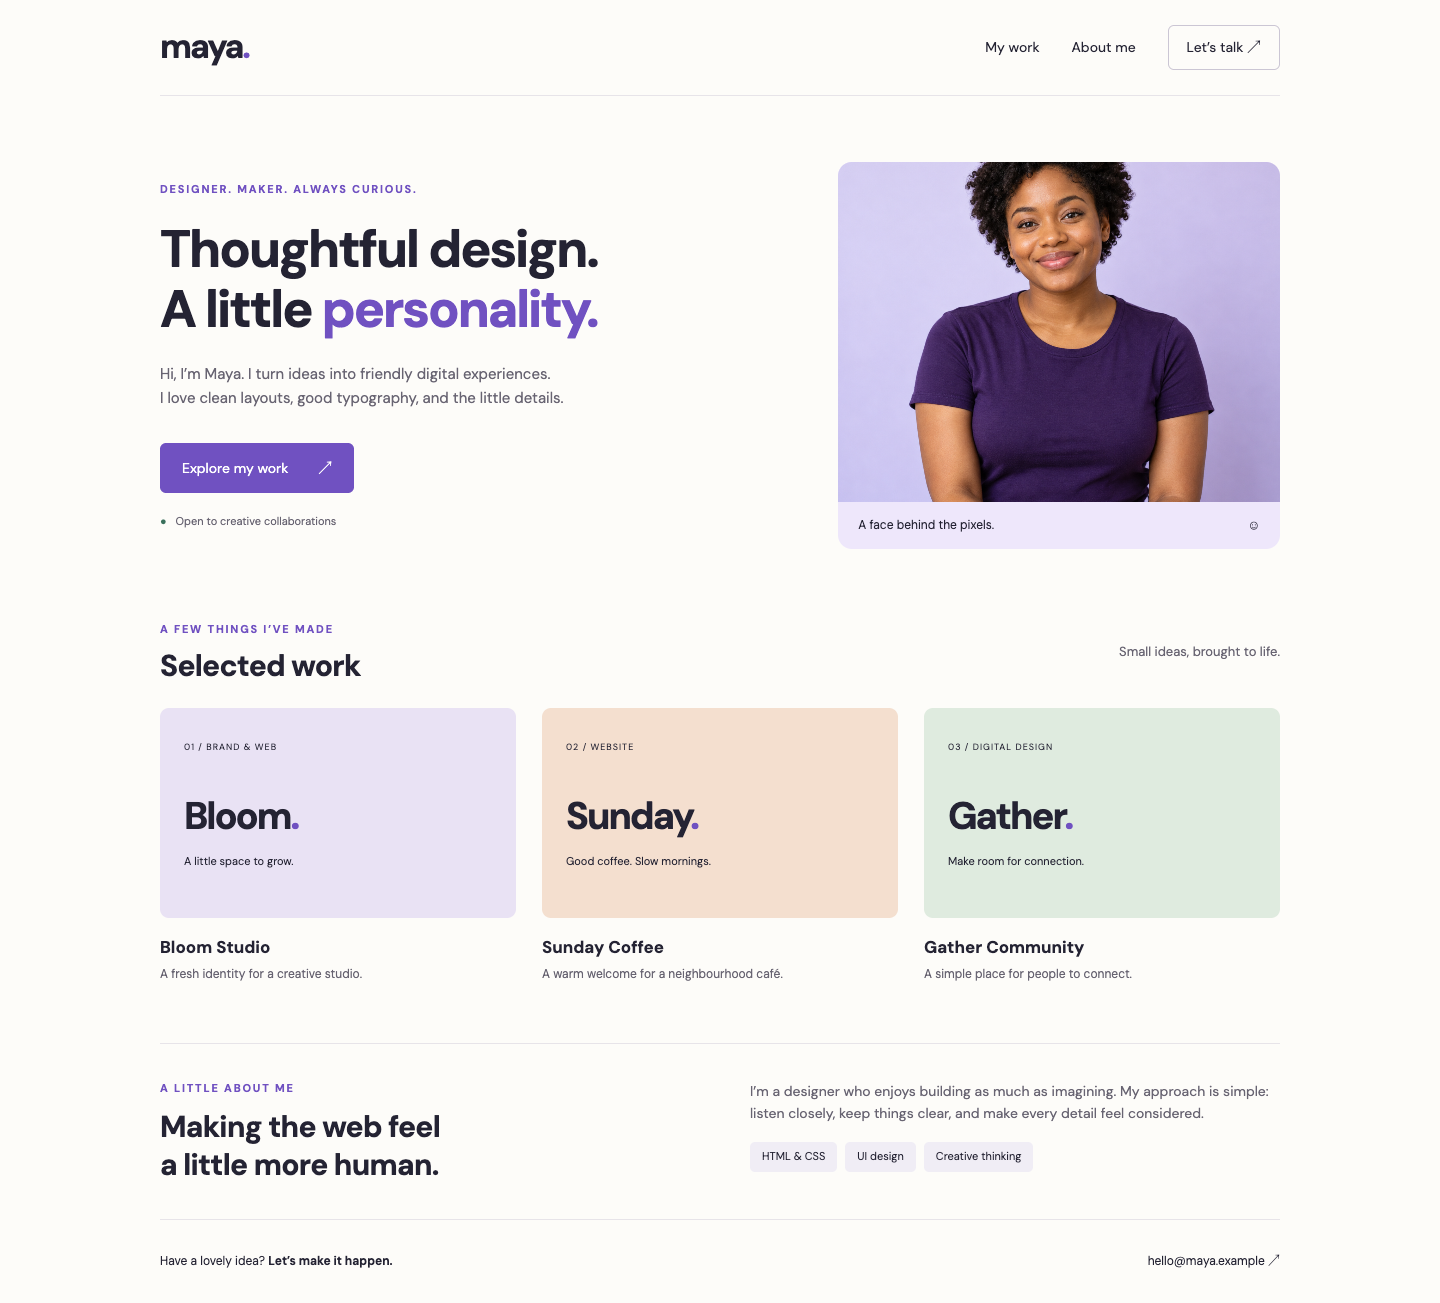 maya.
My work
About me
Let’s talk ↗
DESIGNER. MAKER. ALWAYS CURIOUS.
Thoughtful design.
A little personality.
Hi, I’m Maya. I turn ideas into friendly digital experiences.
I love clean layouts, good typography, and the little details.
Explore my work ↗
Open to creative collaborations
A face behind the pixels. ☺
A FEW THINGS I’VE MADE
Selected work
Small ideas, brought to life.
01 / BRAND & WEB
Bloom.
A little space to grow.
Bloom Studio
A fresh identity for a creative studio.
02 / WEBSITE
Sunday.
Good coffee. Slow mornings.
Sunday Coffee
A warm welcome for a neighbourhood café.
03 / DIGITAL DESIGN
Gather.
Make room for connection.
Gather Community
A simple place for people to connect.
A LITTLE ABOUT ME
Making the web feel
a little more human.
I’m a designer who enjoys building as much as imagining. My approach is simple:
listen closely, keep things clear, and make every detail feel considered.
HTML & CSS
UI design
Creative thinking
Have a lovely idea? Let’s make it happen.
hello@maya.example ↗